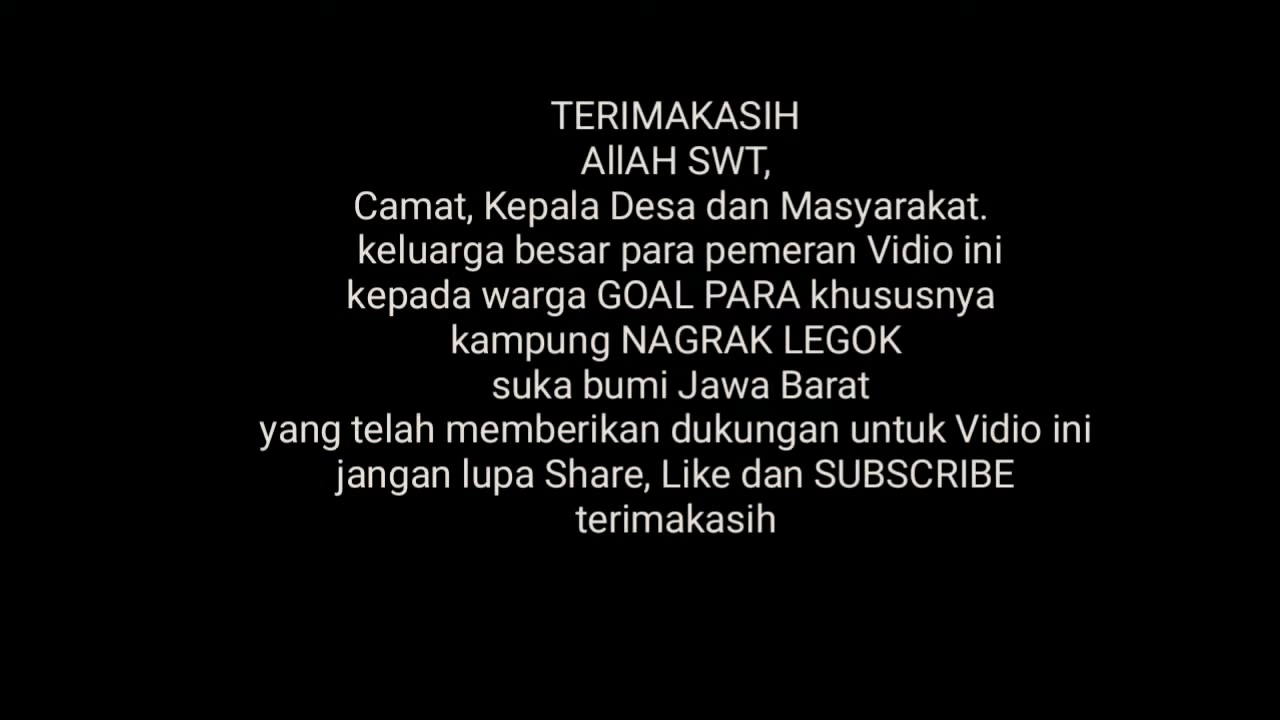 TERIMAKASIH
AllAH SWT,
Camat, Kepala Desa dan Masyarakat.
keluarga besar para pemeran Vidio ini
kepada warga GOAL PARA khususnya
kampung NAGRAK LEGOK
suka bumi Jawa Barat
yang telah memberikan dukungan untuk Vidio ini
jangan lupa Share, Like dan SUBSCRIBE
terimakasih